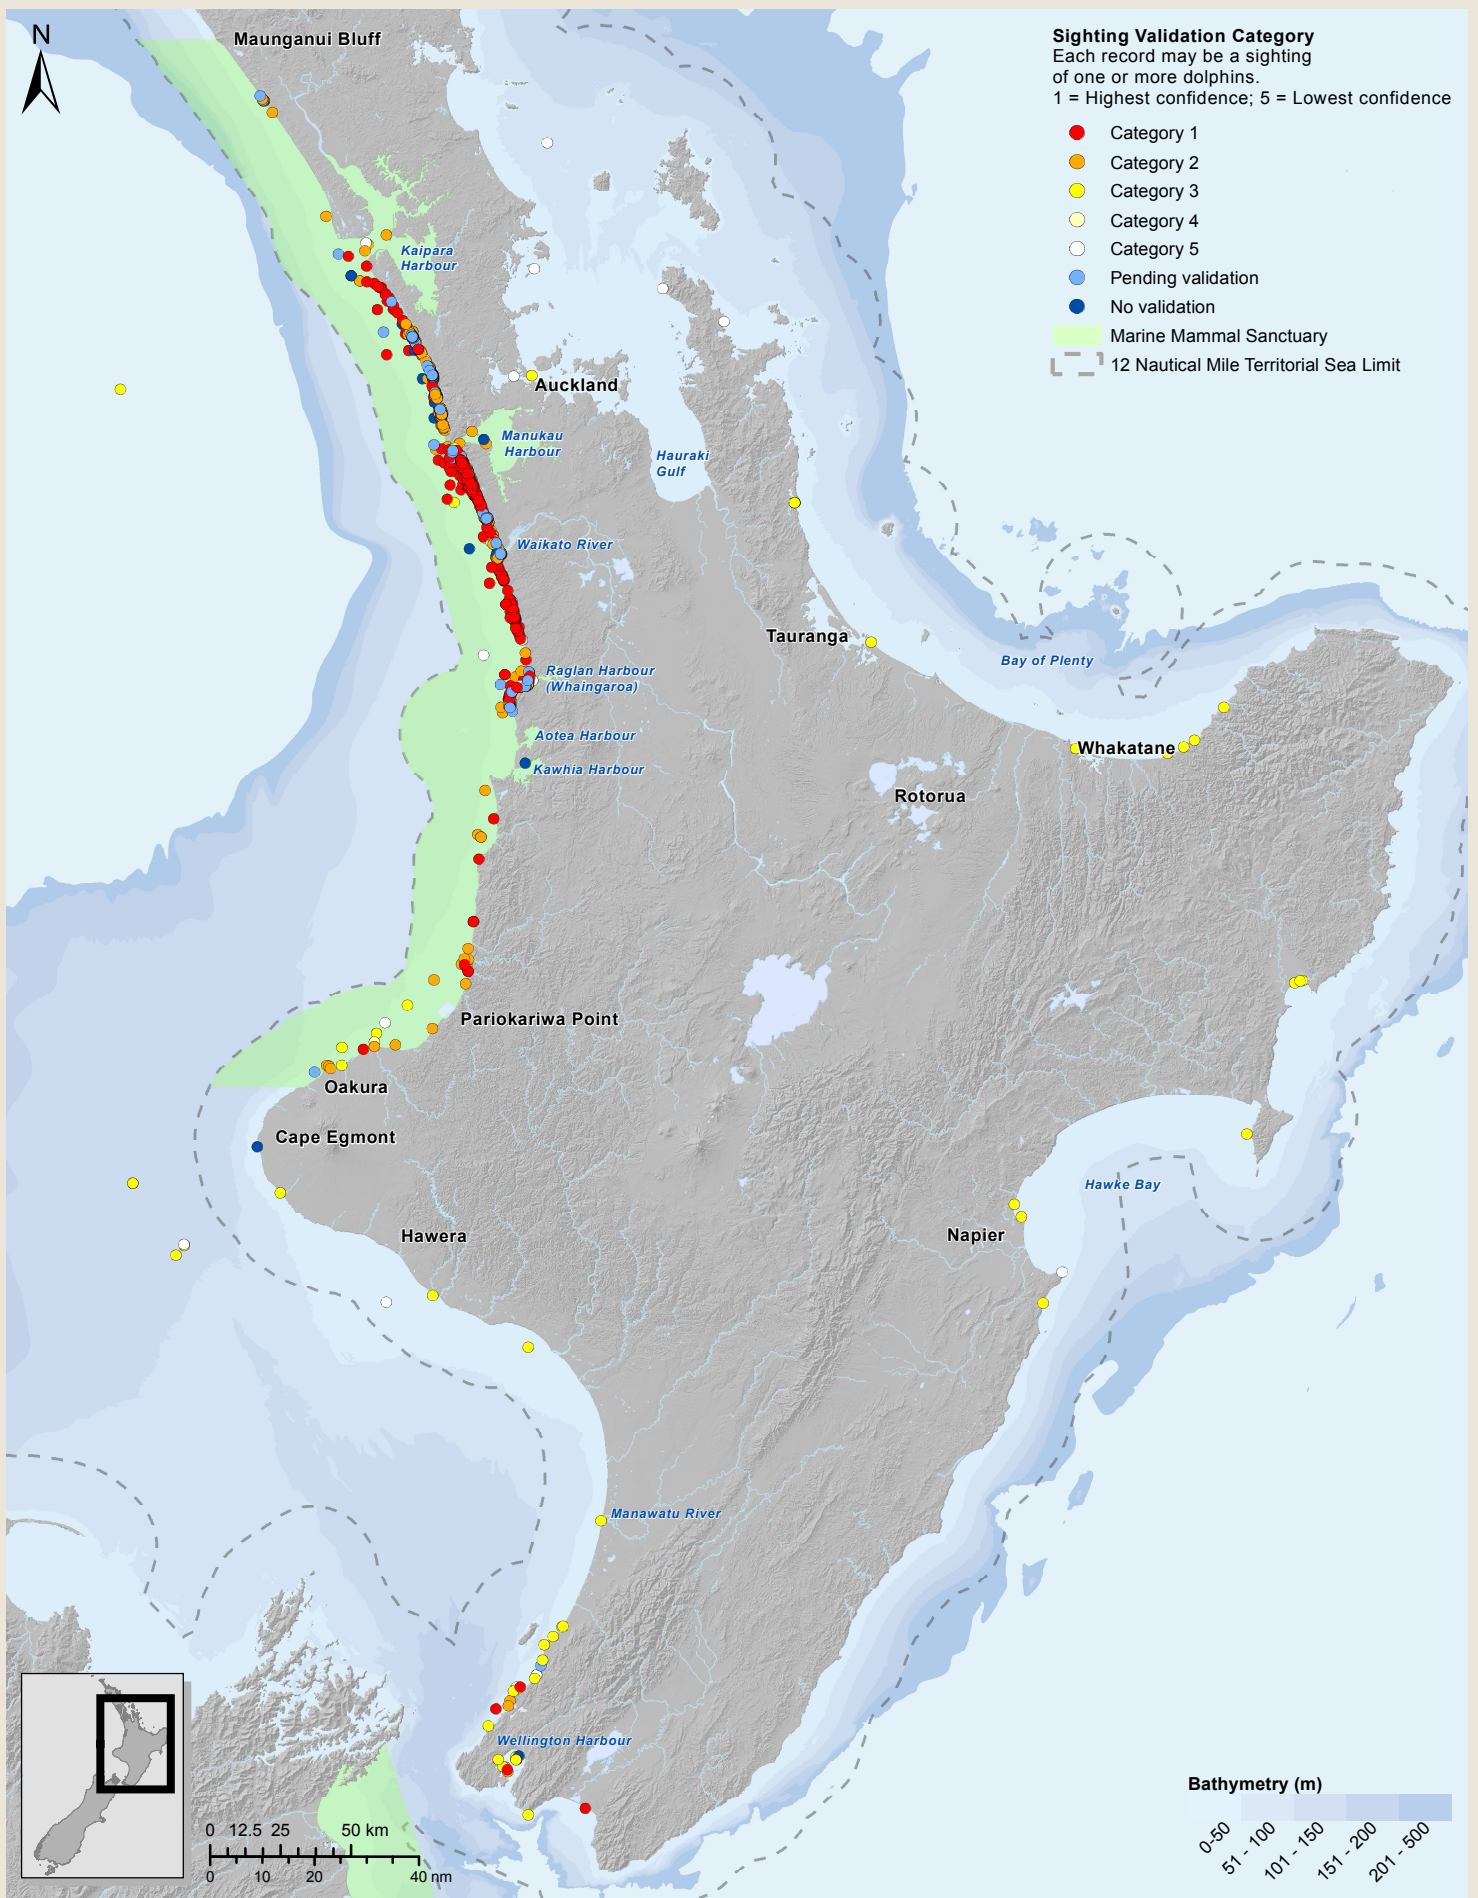 N
Maunganui Bluff
Sighting Validation Category
Each record may be a sighting
of one or more dolphins.
1 = Highest confidence; 5 = Lowest confidence
Category 1
Category 2
Category 3
Category 4
Category 5
Pending validation
No validation
Marine Mammal Sanctuary
12 Nautical Mile Territorial Sea Limit
Kaipara
Harbour
Auckland
Manukau
Harbour
Hauraki
Gulf
Waikato River
Tauranga
Bay of Plenty
Raglan Harbour
(Whaingaroa)
Aotea Harbour
Whakatane
Kawhia Harbour
Rotorua
Pariokariwa Point
Oakura
Cape Egmont
Hawke Bay
Hawera
Napier
Manawatu River
Wellington Harbour
Bathymetry (m)
0-50
51 - 100
101 - 150
151 - 200
201 - 500
0 12.5 25 50 km
0 10 20 40 nm